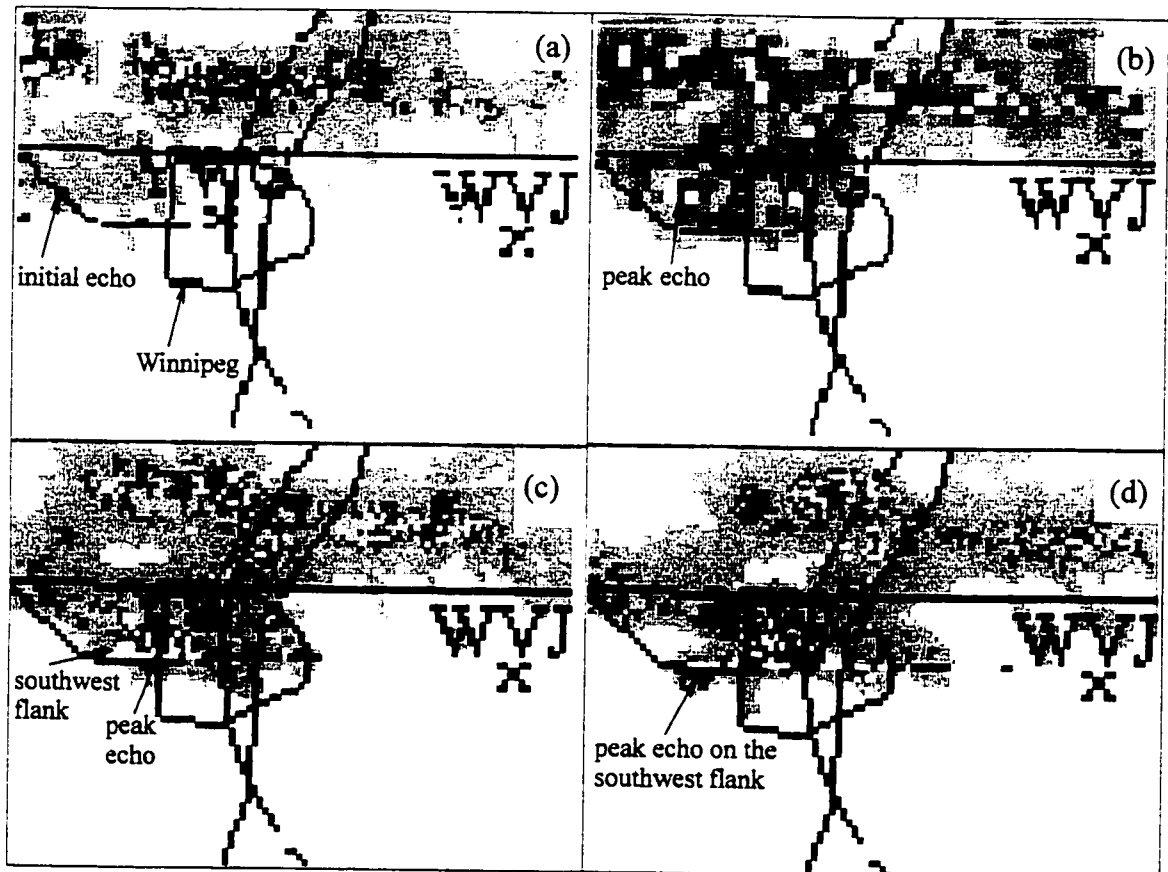 (a)
WVJ
initial echo
Winnipeg
(b)
WVJ
peak echo
(c)
WVJ
southwest
flank
peak
echo
(d)
WVJ
peak echo on the
southwest flank